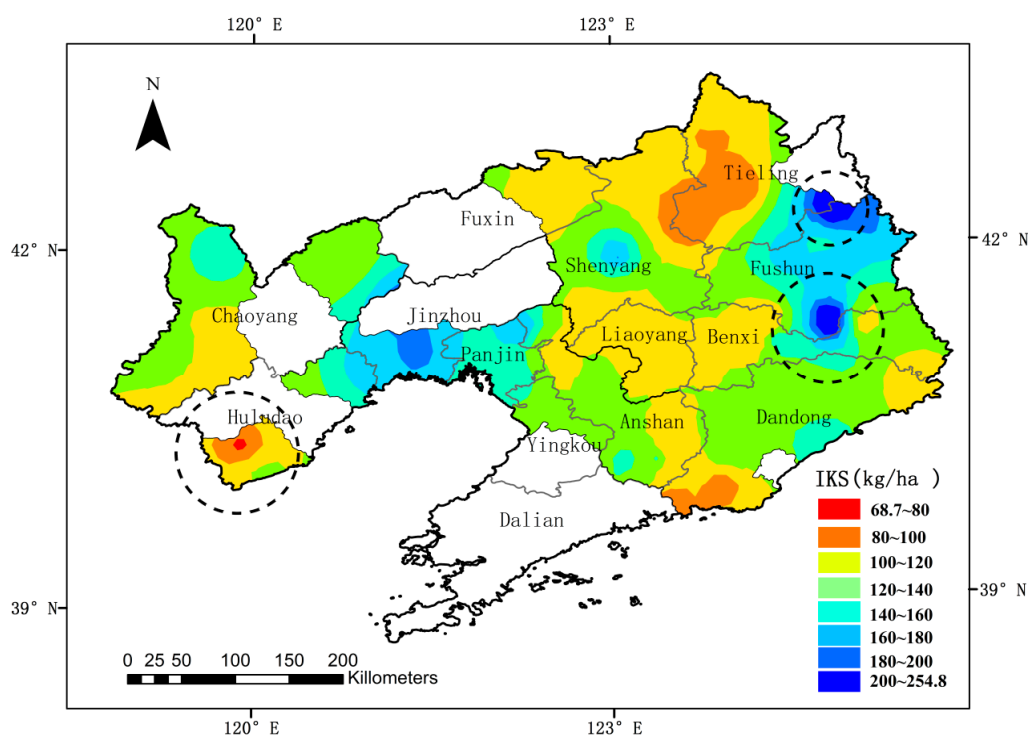 120° E 123° E
N
Tieling
Fuxin
42° N 42° N
Shenyang Fushun
Chaoyang Jinzhou
Liaoyang Benxi
Panjin
Huludao Anshan Dandong
Yingkou
IKS(kg/ha )
68.7~80
Dalian
80~100
100~120
120~140
39° N 39° N
140~160
160~180
180~200
200~254.8
0 25 50 100 150 200
Killometers
120° E 123° E